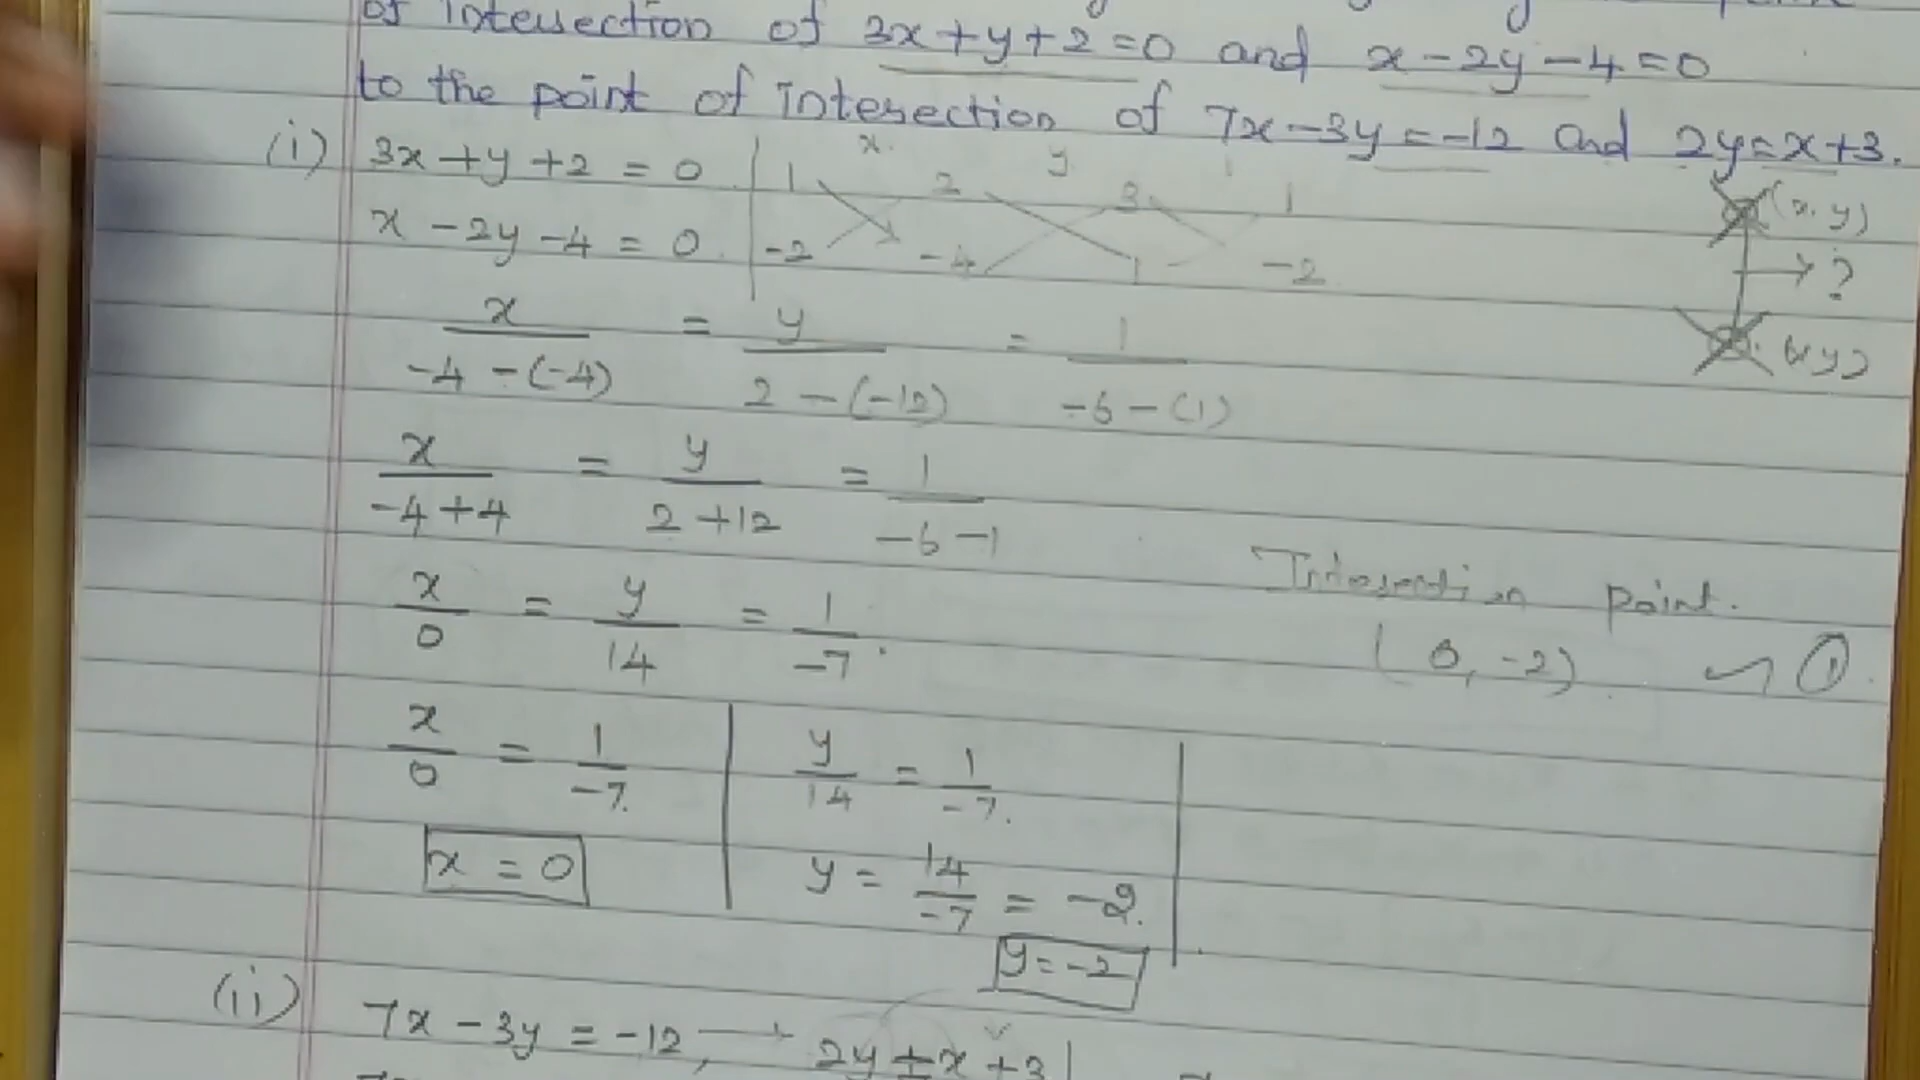 of intersection of 3x+y+2=0 and x-2y-4=0
to the point of intesection of 7x-3y=-12 and 2y=x+3.
x y 1
(i) 3x+y+2=0 | 1 2 3 1
x-2y-4=0 | -2 -4 1 -2
(x,y)
→ ?
(x,y)
x/-4-(-4) = y/2-(-12) = 1/-6-(1)
x/-4+4 = y/2+12 = 1/-6-1
Intersection point.
x/0 = y/14 = 1/-7.
(0,-2) ①
x/0 = 1/-7. | y/14 = 1/-7.
x=0 | y = 14/-7 = -2.
y=-2
(ii) 7x-3y=-12, → 2y=x+3